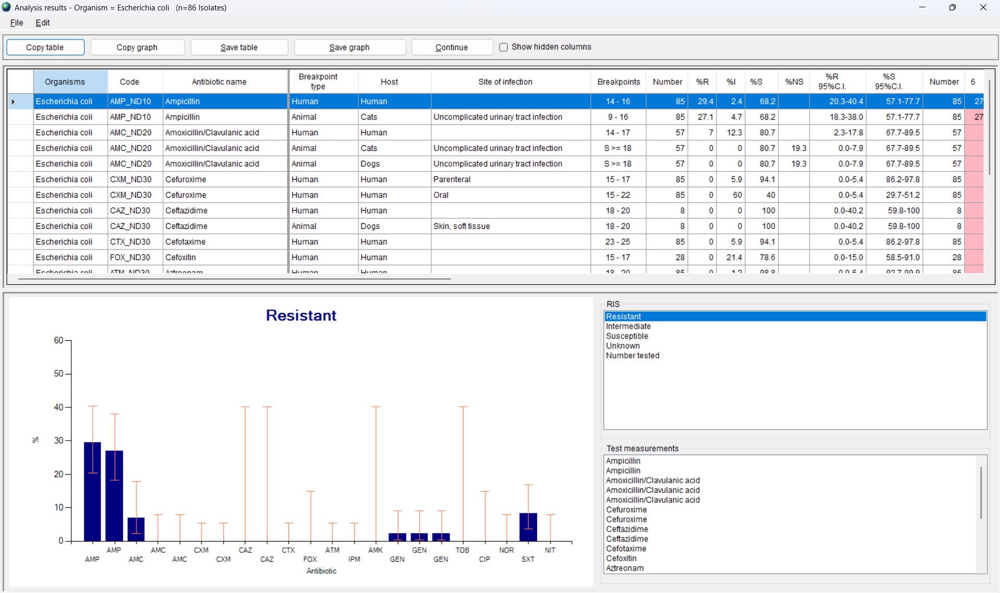 Analysis results - Organism = Escherichia coli (n=86 Isolates)
File Edit
Copy table Copy graph Save table Save graph Continue Show hidden columns
Organisms Code Antibiotic name Breakpoint type Host Site of infection Breakpoints Number %R %I %S %NS %R 95%C.I. %S 95%C.I. Number 6
Escherichia coli AMP_ND10 Ampicillin Human Human 14 - 16 85 29.4 2.4 68.2 20.3-40.4 57.1-77.7 85 27
Escherichia coli AMP_ND10 Ampicillin Animal Cats Uncomplicated urinary tract infection 9 - 16 85 27.1 4.7 68.2 18.3-38.0 57.1-77.7 85 27
Escherichia coli AMC_ND20 Amoxicillin/Clavulanic acid Human Human 14 - 17 57 7 12.3 80.7 2.3-17.8 67.7-89.5 57
Escherichia coli AMC_ND20 Amoxicillin/Clavulanic acid Animal Cats Uncomplicated urinary tract infection S >= 18 57 0 0 80.7 19.3 0.0-7.9 67.7-89.5 57
Escherichia coli AMC_ND20 Amoxicillin/Clavulanic acid Animal Dogs Uncomplicated urinary tract infection S >= 18 57 0 0 80.7 19.3 0.0-7.9 67.7-89.5 57
Escherichia coli CXM_ND30 Cefuroxime Human Human Parenteral 15 - 17 85 0 5.9 94.1 0.0-5.4 86.2-97.8 85
Escherichia coli CXM_ND30 Cefuroxime Human Human Oral 15 - 22 85 0 60 40 0.0-5.4 29.7-51.2 85
Escherichia coli CAZ_ND30 Ceftazidime Human Human 18 - 20 8 0 0 100 0.0-40.2 59.8-100 8
Escherichia coli CAZ_ND30 Ceftazidime Animal Dogs Skin, soft tissue 18 - 20 8 0 0 100 0.0-40.2 59.8-100 8
Escherichia coli CTX_ND30 Cefotaxime Human Human 23 - 25 85 0 5.9 94.1 0.0-5.4 86.2-97.8 85
Escherichia coli FOX_ND30 Cefoxitin Human Human 15 - 17 28 0 21.4 78.6 0.0-15.0 58.5-91.0 28
Escherichia coli ATM_ND30 Aztreonam Human Human 18 - 20 85 0 1.2 98.8 0.0-5.4 92.7-99.9 85
Resistant
60
50
40
30
20
10
0
%
AMP AMC CXM CAZ CTX ATM AMK GEN TOB NOR NIT
AMP AMC AMC CXM CAZ FOX IPM GEN GEN CIP SXT
Antibiotic
RIS
Resistant
Intermediate
Susceptible
Unknown
Number tested
Test measurements
Ampicillin
Ampicillin
Amoxicillin/Clavulanic acid
Amoxicillin/Clavulanic acid
Amoxicillin/Clavulanic acid
Cefuroxime
Cefuroxime
Ceftazidime
Ceftazidime
Cefotaxime
Cefoxitin
Aztreonam